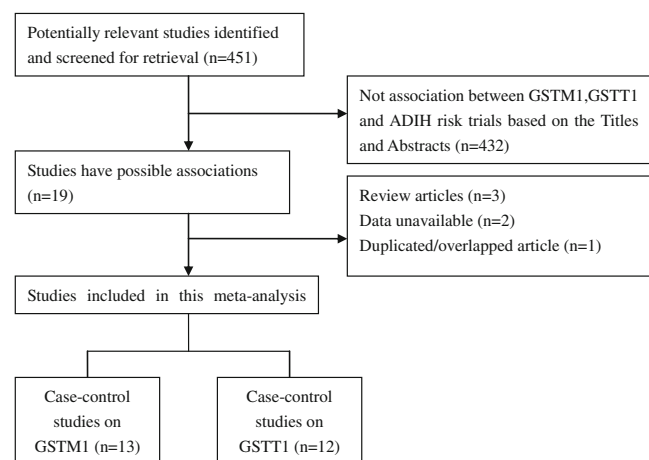 Potentially relevant studies identified
and screened for retrieval (n=451)
Not association between GSTM1,GSTT1
and ADIH risk trials based on the Titles
and Abstracts (n=432)
Studies have possible associations
(n=19)
Review articles (n=3)
Data unavailable (n=2)
Duplicated/overlapped article (n=1)
Studies included in this meta-analysis
Case-control
studies on
GSTM1 (n=13)
Case-control
studies on
GSTT1 (n=12)